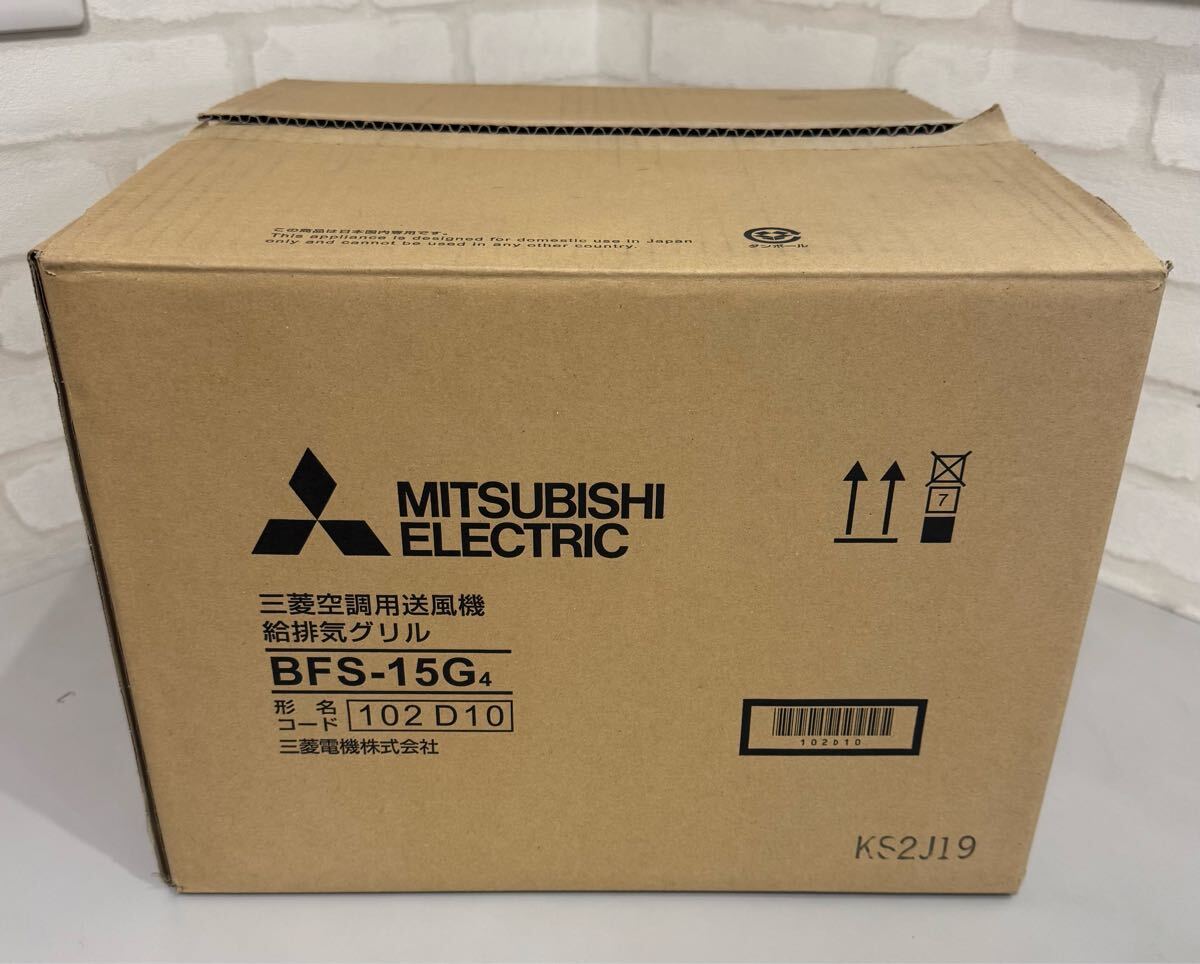 この商品は日本国内専用です。
This appliance is designed for domestic use in Japan
only and cannot be used in any other country.
ダンボール
MITSUBISHI
ELECTRIC
7
三菱空調用送風機
給排気グリル
BFS-15G4
形 名
コード 102 D10
三菱電機株式会社
102D10
KS2J19